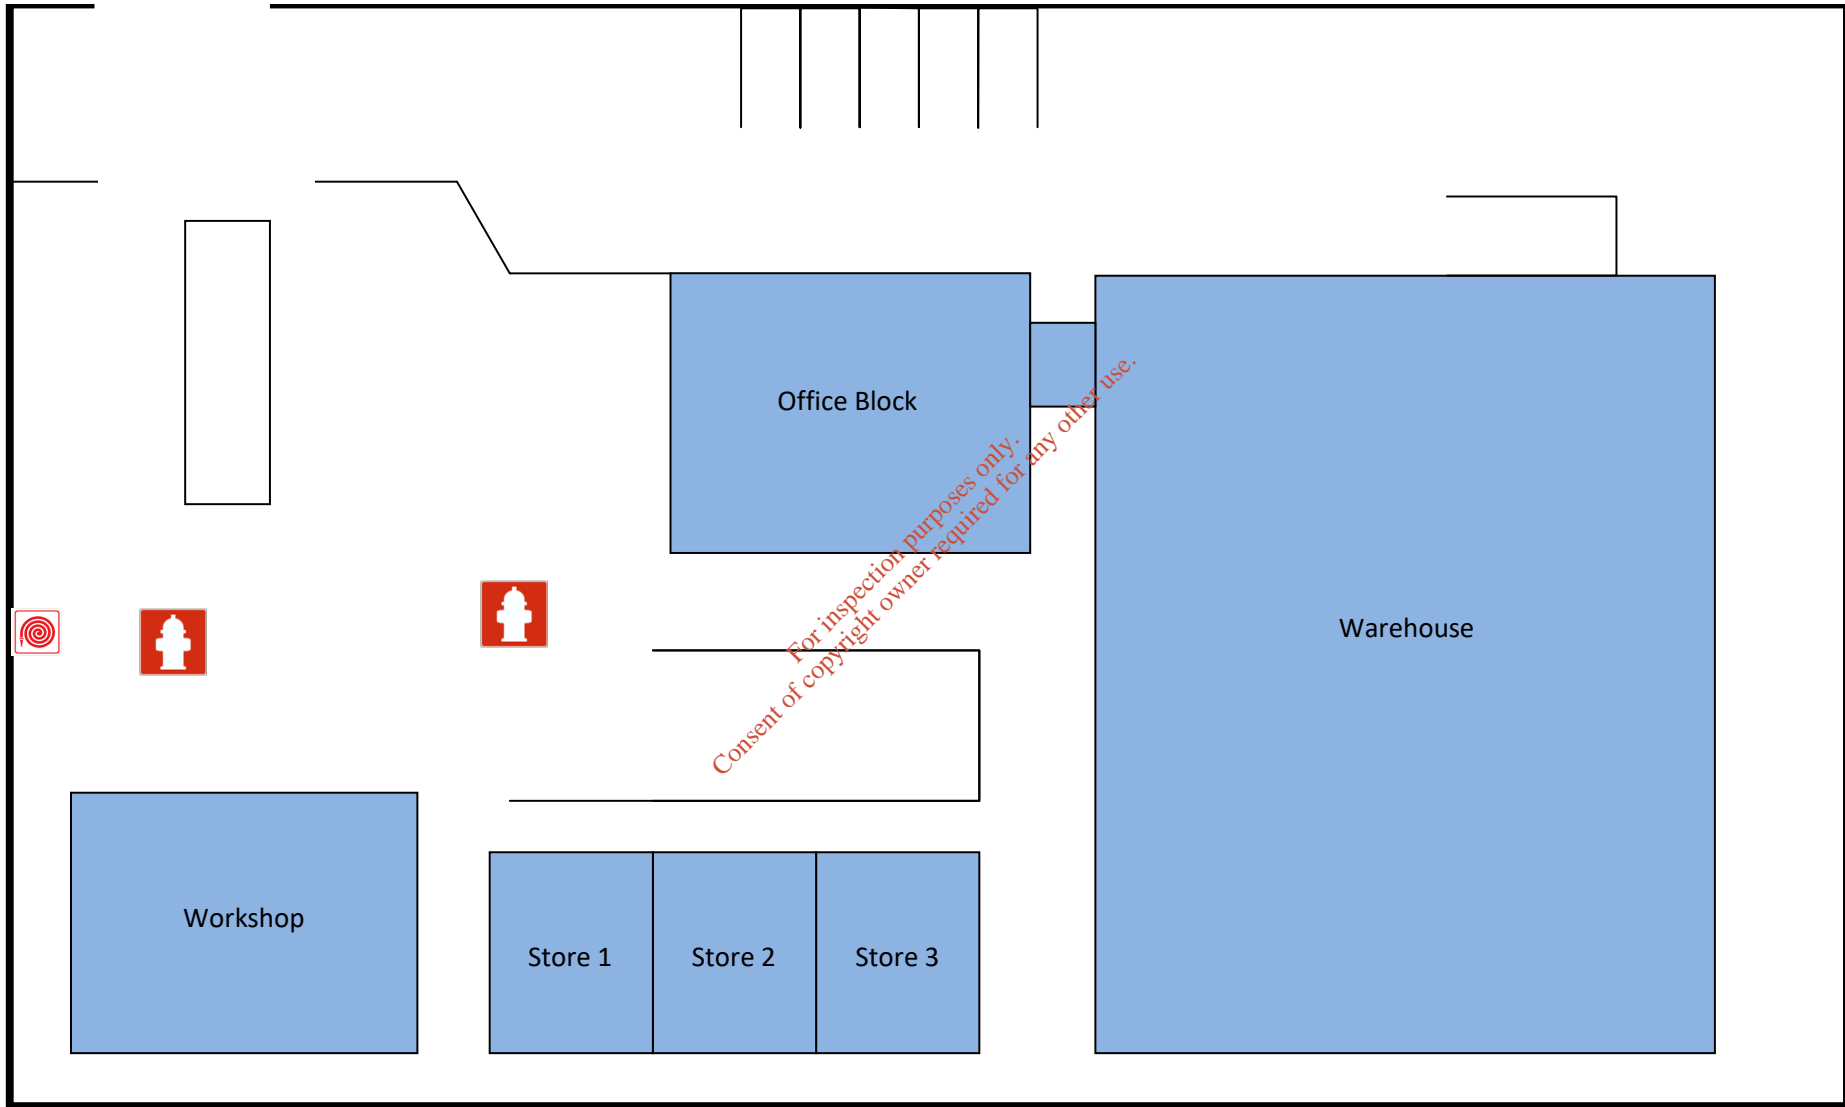 Office Block
For inspection purposes only.
Consent of copyright owner required for any other use.
Warehouse
Workshop
Store 1
Store 2
Store 3